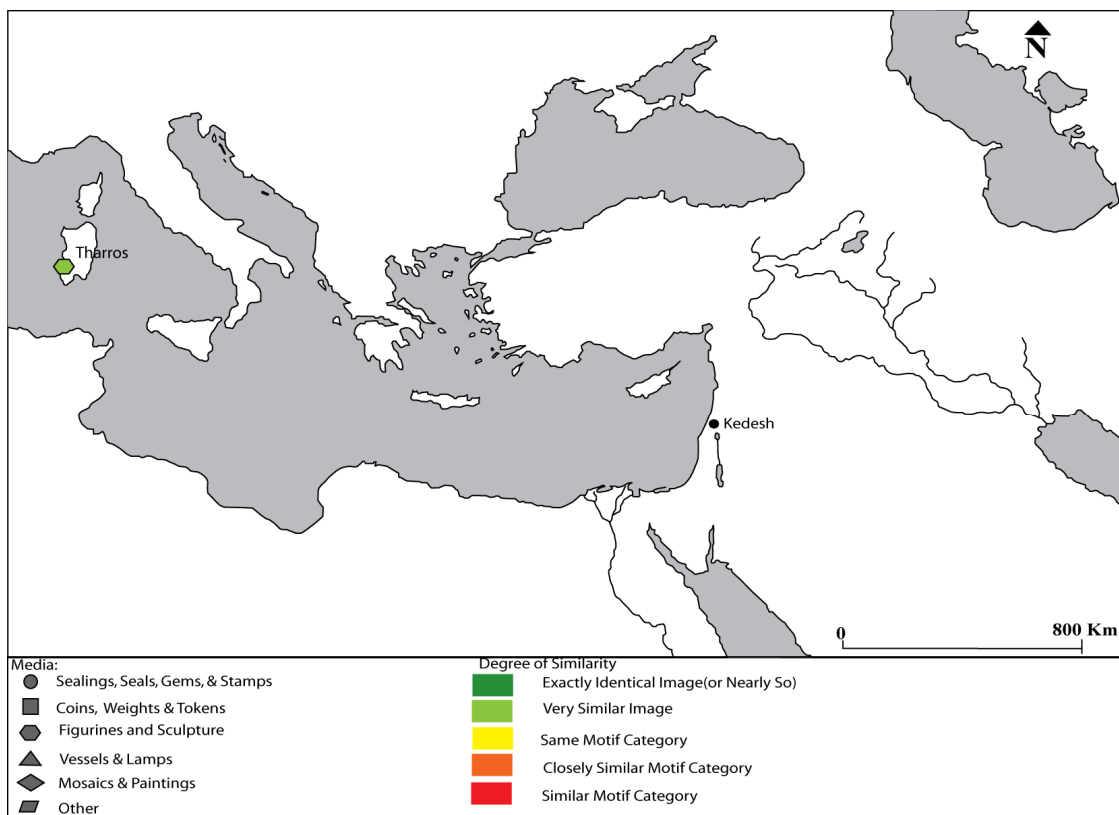 N
Tharros
Kedesh
0 800 Km
Media:
Sealings, Seals, Gems, & Stamps
Coins, Weights & Tokens
Figurines and Sculpture
Vessels & Lamps
Mosaics & Paintings
Other
Degree of Similarity
Exactly Identical Image(or Nearly So)
Very Similar Image
Same Motif Category
Closely Similar Motif Category
Similar Motif Category